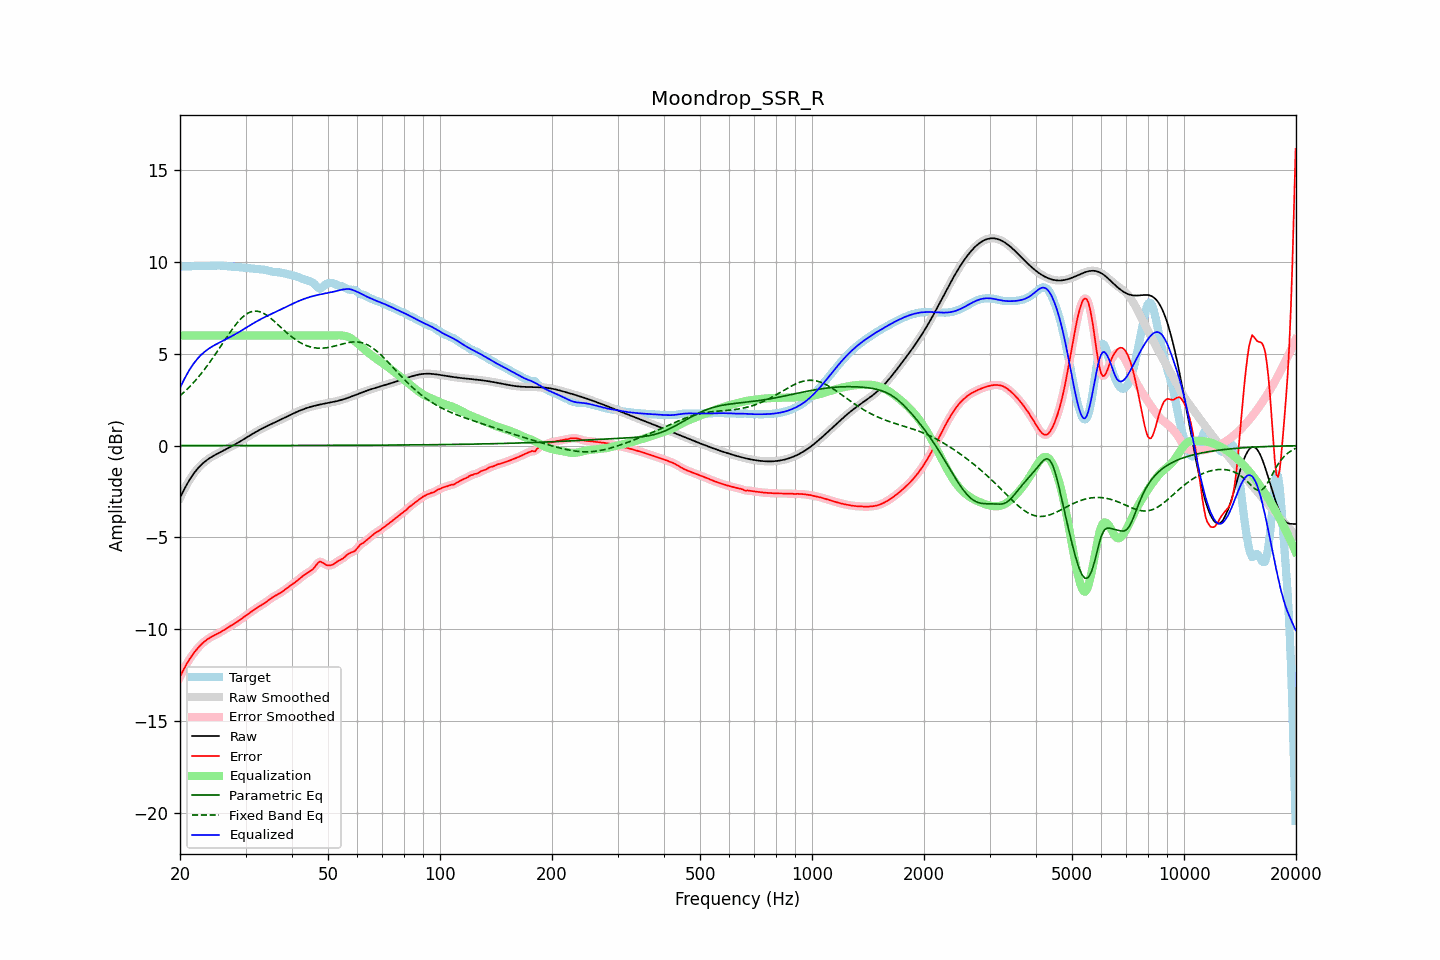 Moondrop_SSR_R
Amplitude (dBr)
15
10
5
0
−5
−10
−15
−20
Target
Raw Smoothed
Error Smoothed
Raw
Error
Equalization
Parametric Eq
Fixed Band Eq
Equalized
20 50 100 200 500 1000 2000 5000 10000 20000
Frequency (Hz)